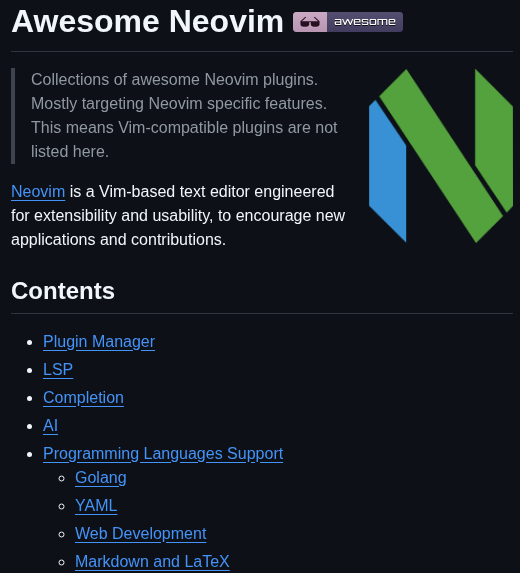 Awesome Neovim awesome
Collections of awesome Neovim plugins.
Mostly targeting Neovim specific features.
This means Vim-compatible plugins are not
listed here.
Neovim is a Vim-based text editor engineered
for extensibility and usability, to encourage new
applications and contributions.
Contents
Plugin Manager
LSP
Completion
AI
Programming Languages Support
Golang
YAML
Web Development
Markdown and LaTeX